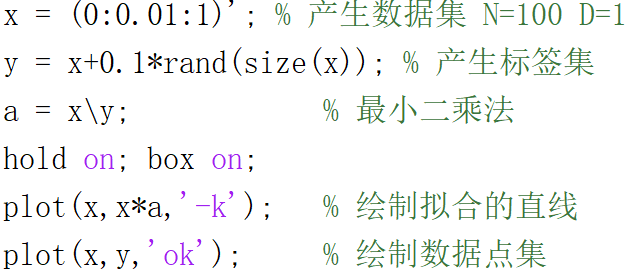 x = (0:0.01:1)'; % 产生数据集 N=100 D=1
y = x+0.1*rand(size(x)); % 产生标签集
a = x\y; % 最小二乘法
hold on; box on;
plot(x,x*a,'-k'); % 绘制拟合的直线
plot(x,y,'ok'); % 绘制数据点集